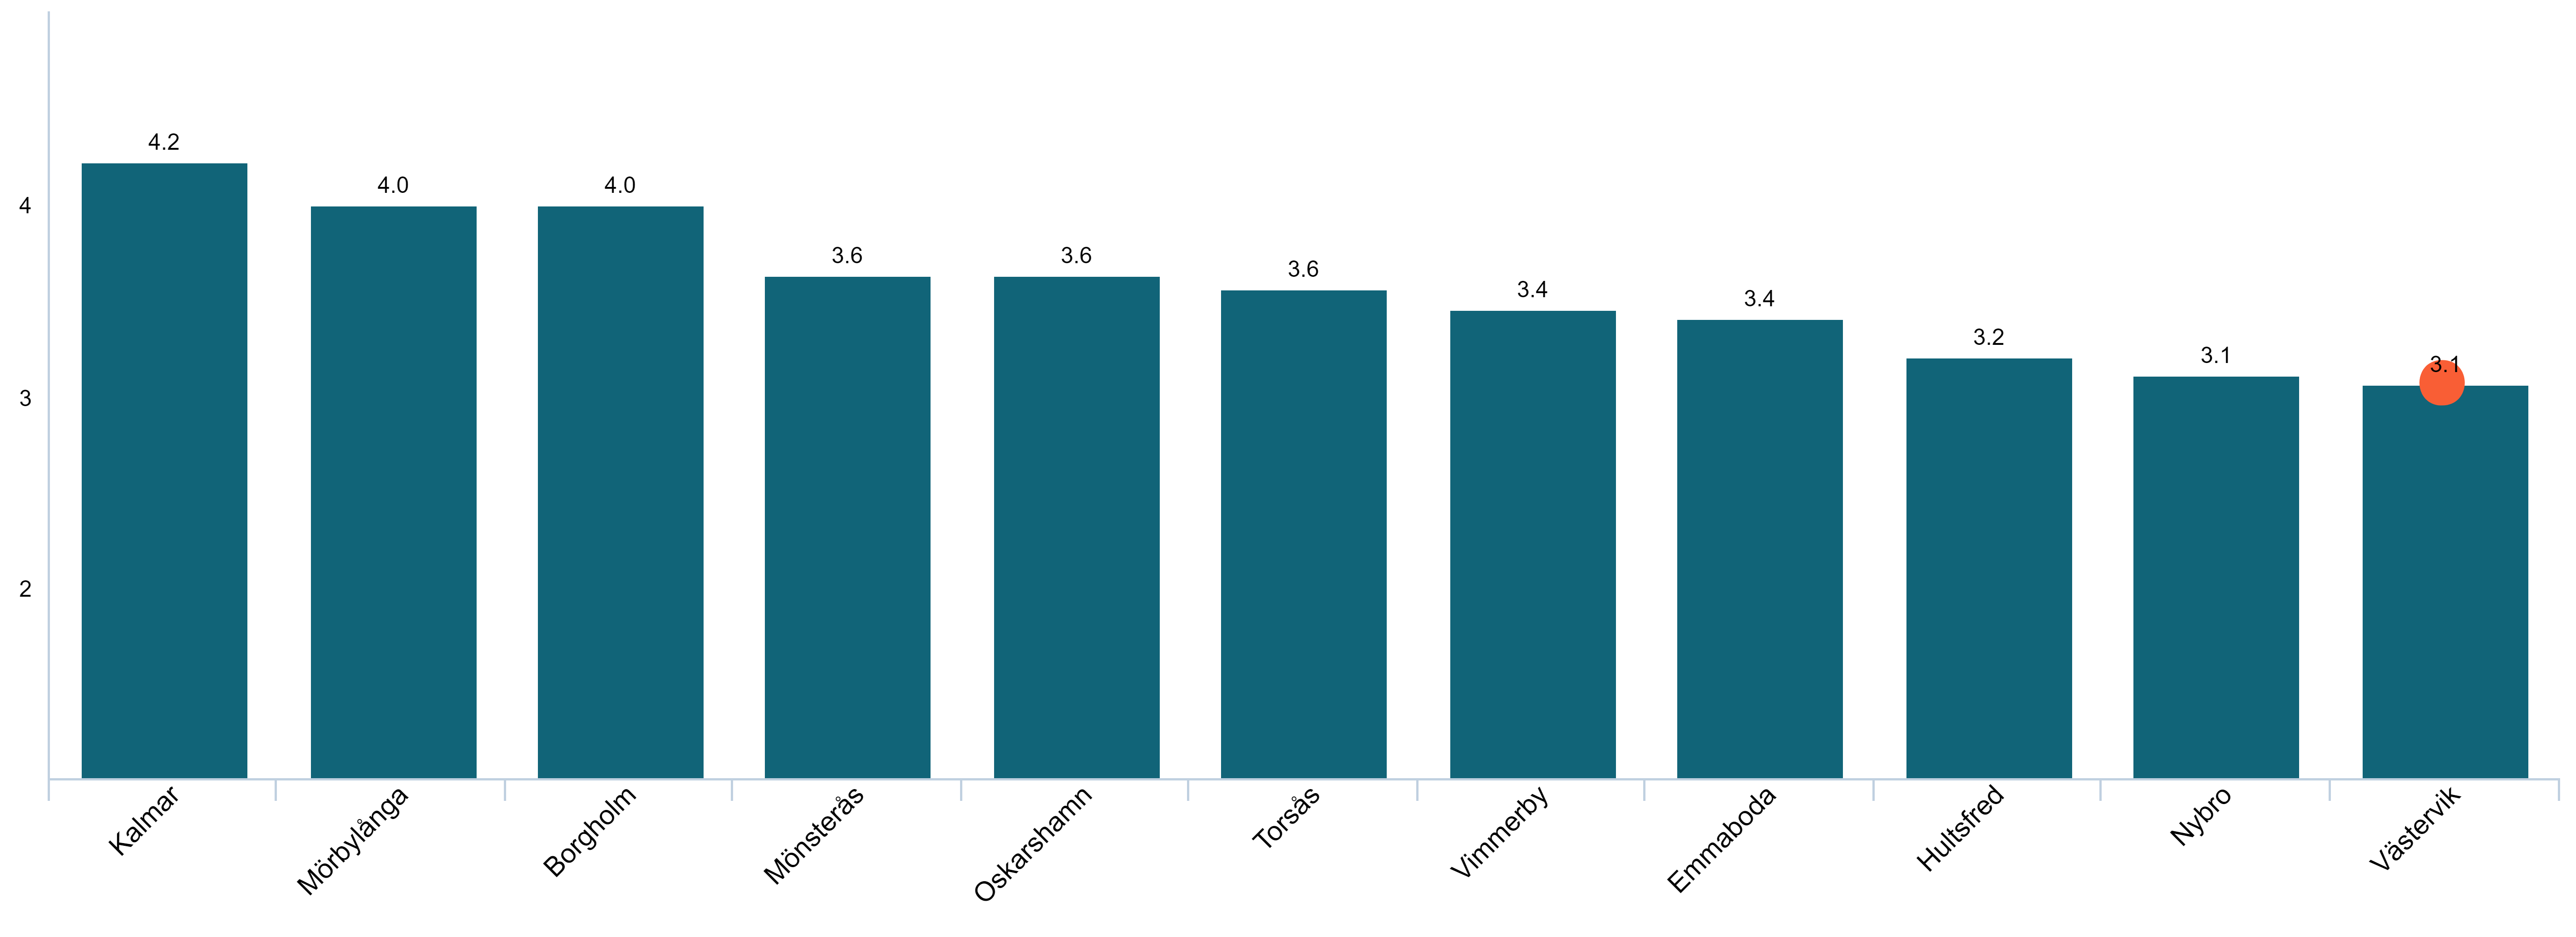 4.2
4.0
4.0
3.6
3.6
3.6
3.4
3.4
3.2
3.1
3.1
4
3
2
Kalmar
Mörbylånga
Borgholm
Mönsterås
Oskarshamn
Torsås
Vimmerby
Emmaboda
Hultsfred
Nybro
Västervik